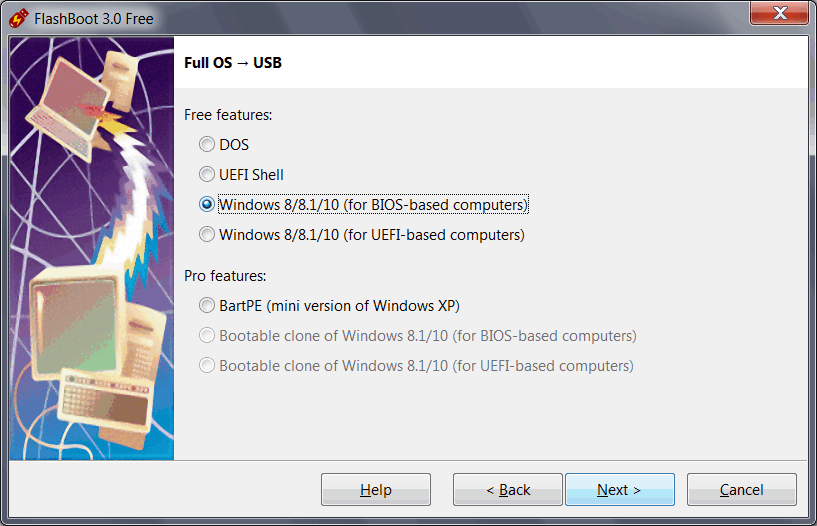 FlashBoot 3.0 Free
Full OS → USB
Free features:
DOS
UEFI Shell
Windows 8/8.1/10 (for BIOS-based computers)
Windows 8/8.1/10 (for UEFI-based computers)
Pro features:
BartPE (mini version of Windows XP)
Bootable clone of Windows 8.1/10 (for BIOS-based computers)
Bootable clone of Windows 8.1/10 (for UEFI-based computers)
Help < Back Next > Cancel